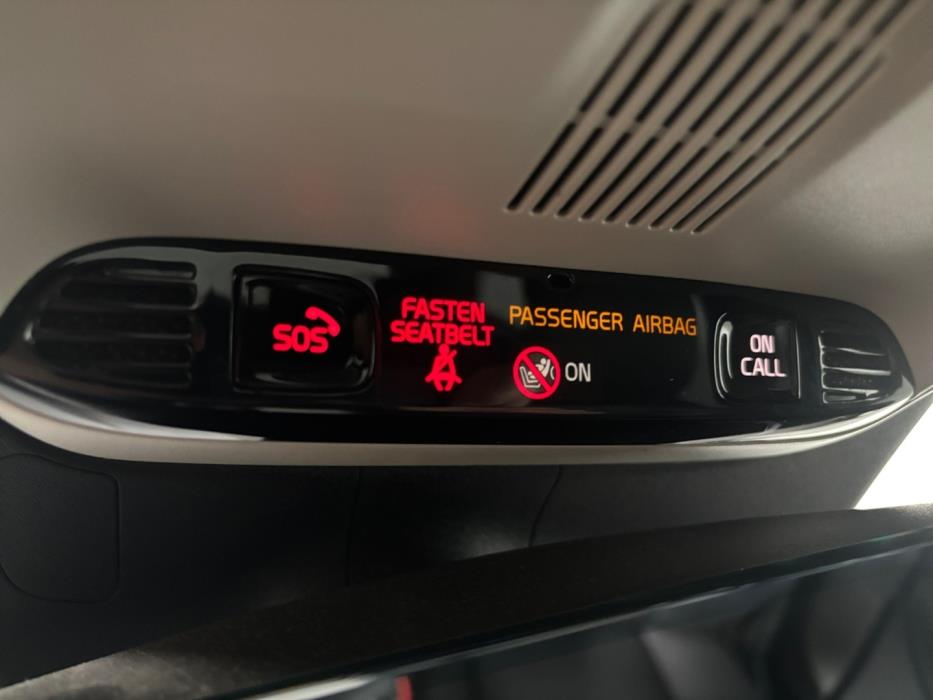 SOS
FASTEN
SEATBELT
PASSENGER AIRBAG
ON
ON
CALL